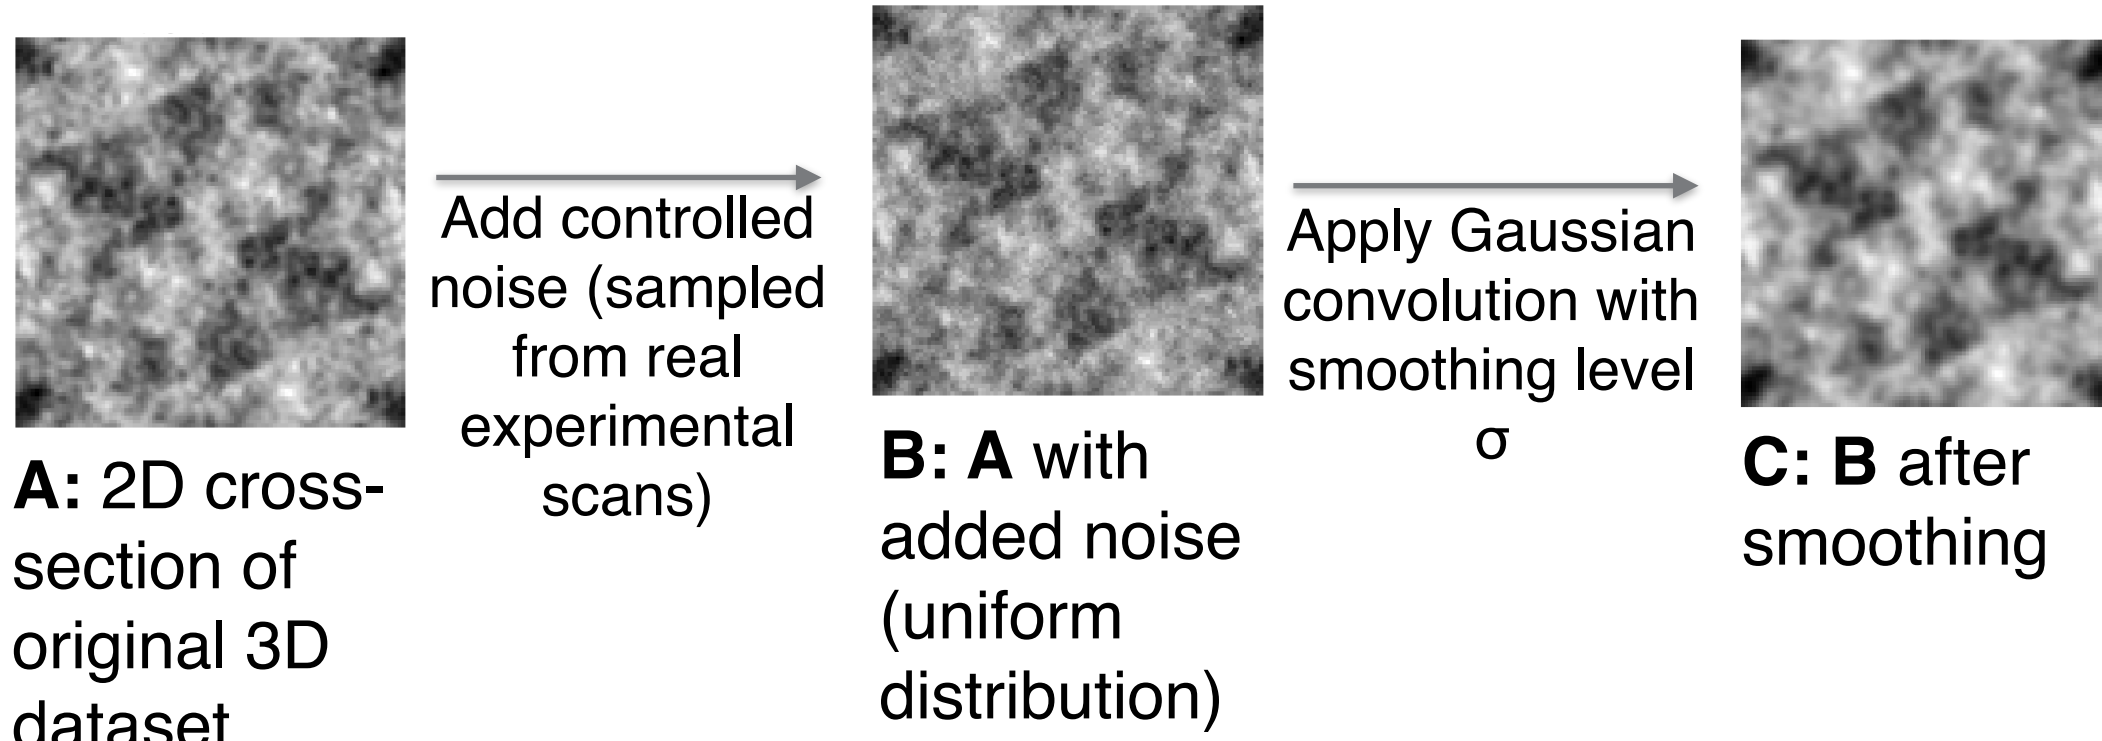 A: 2D cross-
section of
original 3D
dataset
Add controlled
noise (sampled
from real
experimental
scans)
B: A with
added noise
(uniform
distribution)
Apply Gaussian
convolution with
smoothing level
σ
C: B after
smoothing